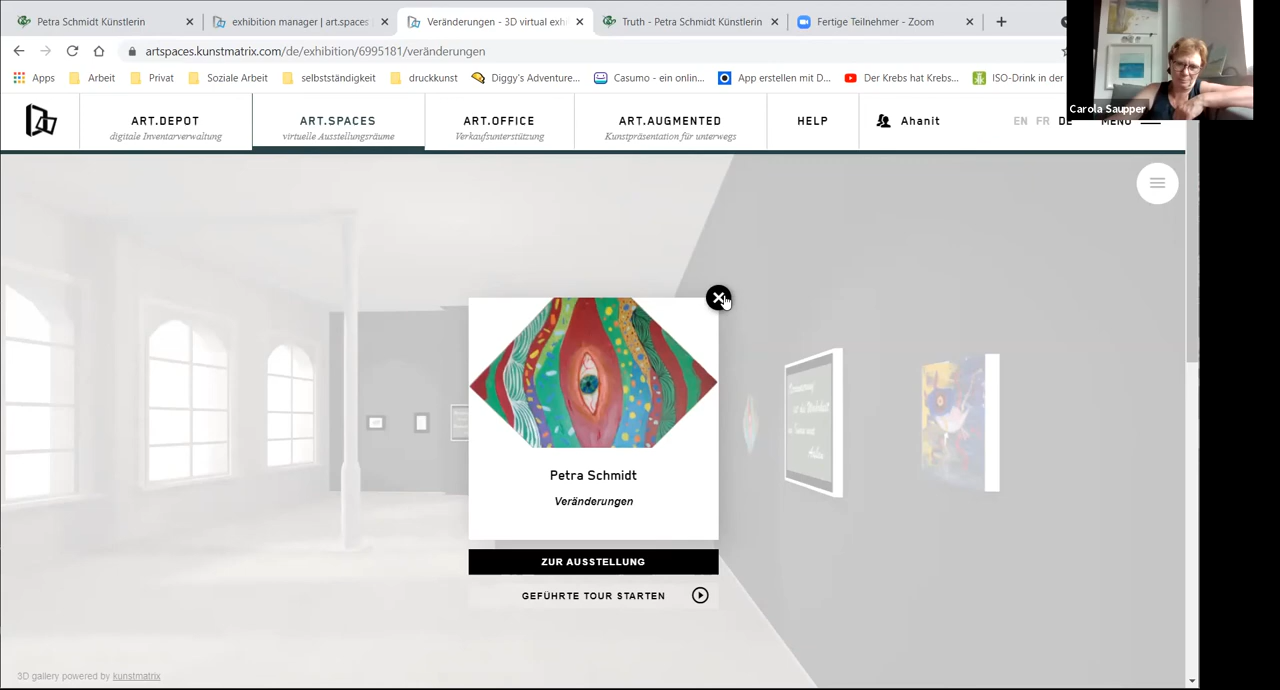 Petra Schmidt Künstlerin
exhibition manager | art.spaces
Veränderungen - 3D virtual exhi
Truth - Petra Schmidt Künstlerin
Fertige Teilnehmer - Zoom
artspaces.kunstmatrix.com/de/exhibition/6995181/veränderungen
Apps
Arbeit
Privat
Soziale Arbeit
selbstständigkeit
druckkunst
Diggy's Adventure...
Casumo - ein onlin...
App erstellen mit D...
Der Krebs hat Krebs...
ISO-Drink in der
Carola Saupper
ART.DEPOT
digitale Inventarverwaltung
ART.SPACES
virtuelle Ausstellungsräume
ART.OFFICE
Verkaufsunterstützung
ART.AUGMENTED
Kunstpräsentation für unterwegs
HELP
Ahanit
EN FR DE
MENU
Petra Schmidt
Veränderungen
ZUR AUSSTELLUNG
GEFÜHRTE TOUR STARTEN
3D gallery powered by kunstmatrix